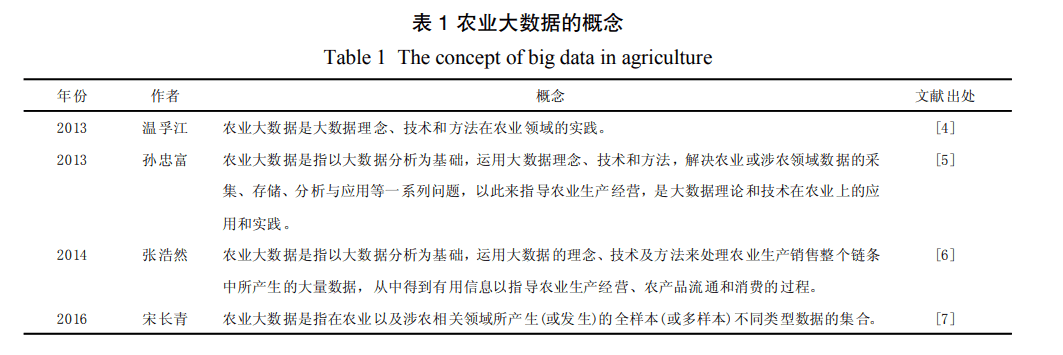 表 1 农业大数据的概念
Table 1 The concept of big data in agriculture
年份 作者 概念 文献出处
2013 温孚江 农业大数据是大数据理念、技术和方法在农业领域的实践。 [4]
2013 孙忠富 农业大数据是指以大数据分析为基础，运用大数据理念、技术和方法，解决农业或涉农领域数据的采 [5]
集、存储、分析与应用等一系列问题，以此来指导农业生产经营，是大数据理论和技术在农业上的应
用和实践。
2014 张浩然 农业大数据是指以大数据分析为基础，运用大数据的理念、技术及方法来处理农业生产销售整个链条 [6]
中所产生的大量数据，从中得到有用信息以指导农业生产经营、农产品流通和消费的过程。
2016 宋长青 农业大数据是指在农业以及涉农相关领域所产生(或发生)的全样本(或多样本)不同类型数据的集合。 [7]